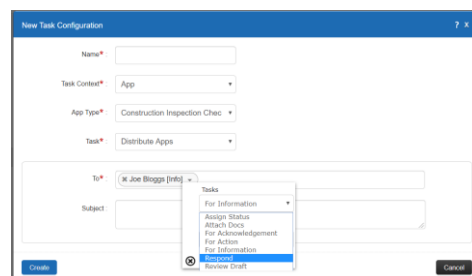 New Task Configuration ? x
Name* :
Task Context* : App
App Type* : Construction Inspection Chec
Task* : Distribute Apps
To* : Joe Bloggs [Info]
Tasks
Subject :
For Information
Assign Status
Attach Docs
For Acknowledgement
For Action
For Information
Respond
Review Draft
Create Cancel